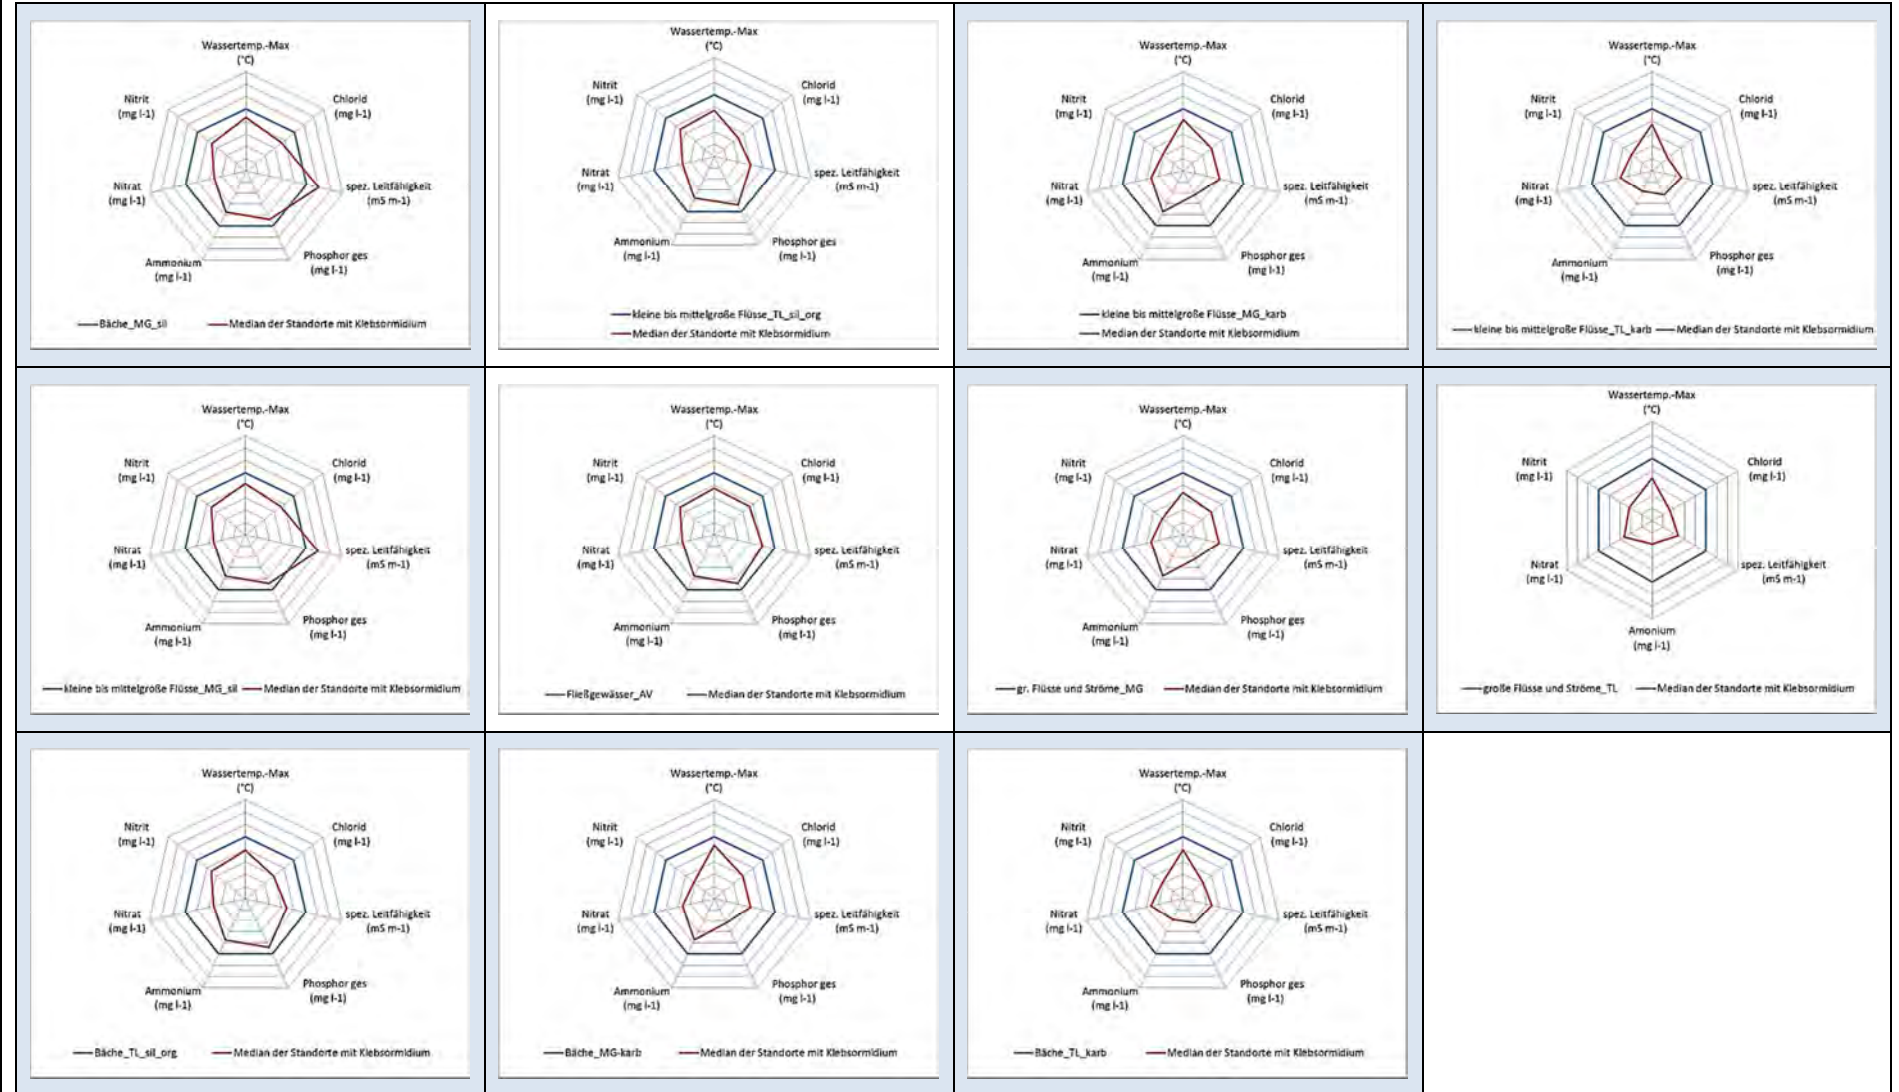 Wassertemp.-Max
(°C)
Nitrit
(mg l-1)
Chlorid
(mg l-1)
Nitrat
(mg l-1)
spez. Leitfähigkeit
(mS m-1)
Ammonium
(mg l-1)
Phosphor ges
(mg l-1)
Bäche_MG_sil
Median der Standorte mit Klebsormidium
Wassertemp.-Max
(°C)
Nitrit
(mg l-1)
Chlorid
(mg l-1)
Nitrat
(mg l-1)
spez. Leitfähigkeit
(mS m-1)
Ammonium
(mg l-1)
Phosphor ges
(mg l-1)
kleine bis mittelgroße Flüsse_TL_sil_org
Median der Standorte mit Klebsormidium
Wassertemp.-Max
(°C)
Nitrit
(mg l-1)
Chlorid
(mg l-1)
Nitrat
(mg l-1)
spez. Leitfähigkeit
(mS m-1)
Ammonium
(mg l-1)
Phosphor ges
(mg l-1)
kleine bis mittelgroße Flüsse_MG_karb
Median der Standorte mit Klebsormidium
Wassertemp.-Max
(°C)
Nitrit
(mg l-1)
Chlorid
(mg l-1)
Nitrat
(mg l-1)
spez. Leitfähigkeit
(mS m-1)
Ammonium
(mg l-1)
Phosphor ges
(mg l-1)
kleine bis mittelgroße Flüsse_TL_karb
Median der Standorte mit Klebsormidium
Wassertemp.-Max
(°C)
Nitrit
(mg l-1)
Chlorid
(mg l-1)
Nitrat
(mg l-1)
spez. Leitfähigkeit
(mS m-1)
Ammonium
(mg l-1)
Phosphor ges
(mg l-1)
kleine bis mittelgroße Flüsse_MG_sil
Median der Standorte mit Klebsormidium
Wassertemp.-Max
(°C)
Nitrit
(mg l-1)
Chlorid
(mg l-1)
Nitrat
(mg l-1)
spez. Leitfähigkeit
(mS m-1)
Ammonium
(mg l-1)
Phosphor ges
(mg l-1)
Fließgewässer_AV
Median der Standorte mit Klebsormidium
Wassertemp.-Max
(°C)
Nitrit
(mg l-1)
Chlorid
(mg l-1)
Nitrat
(mg l-1)
spez. Leitfähigkeit
(mS m-1)
Ammonium
(mg l-1)
Phosphor ges
(mg l-1)
gr. Flüsse und Ströme_MG
Median der Standorte mit Klebsormidium
Wassertemp.-Max
(°C)
Nitrit
(mg l-1)
Chlorid
(mg l-1)
Nitrat
(mg l-1)
spez. Leitfähigkeit
(mS m-1)
Amonium
(mg l-1)
große Flüsse und Ströme_TL
Median der Standorte mit Klebsormidium
Wassertemp.-Max
(°C)
Nitrit
(mg l-1)
Chlorid
(mg l-1)
Nitrat
(mg l-1)
spez. Leitfähigkeit
(mS m-1)
Ammonium
(mg l-1)
Phosphor ges
(mg l-1)
Bäche_TL_sil_org
Median der Standorte mit Klebsormidium
Wassertemp.-Max
(°C)
Nitrit
(mg l-1)
Chlorid
(mg l-1)
Nitrat
(mg l-1)
spez. Leitfähigkeit
(mS m-1)
Ammonium
(mg l-1)
Phosphor ges
(mg l-1)
Bäche_MG-karb
Median der Standorte mit Klebsormidium
Wassertemp.-Max
(°C)
Nitrit
(mg l-1)
Chlorid
(mg l-1)
Nitrat
(mg l-1)
spez. Leitfähigkeit
(mS m-1)
Ammonium
(mg l-1)
Phosphor ges
(mg l-1)
Bäche_TL_karb
Median der Standorte mit Klebsormidium